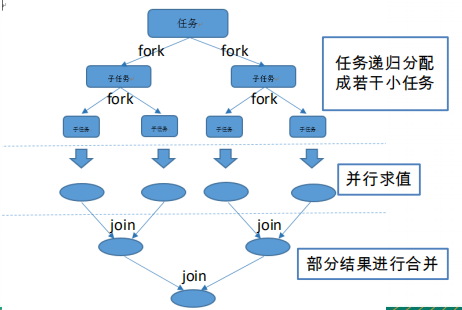 任务
fork
fork
任务递归分配
成若干小任务
子任务
子任务
fork
fork
子任务
子任务
子任务
子任务
并行求值
join
join
部分结果进行合并
join